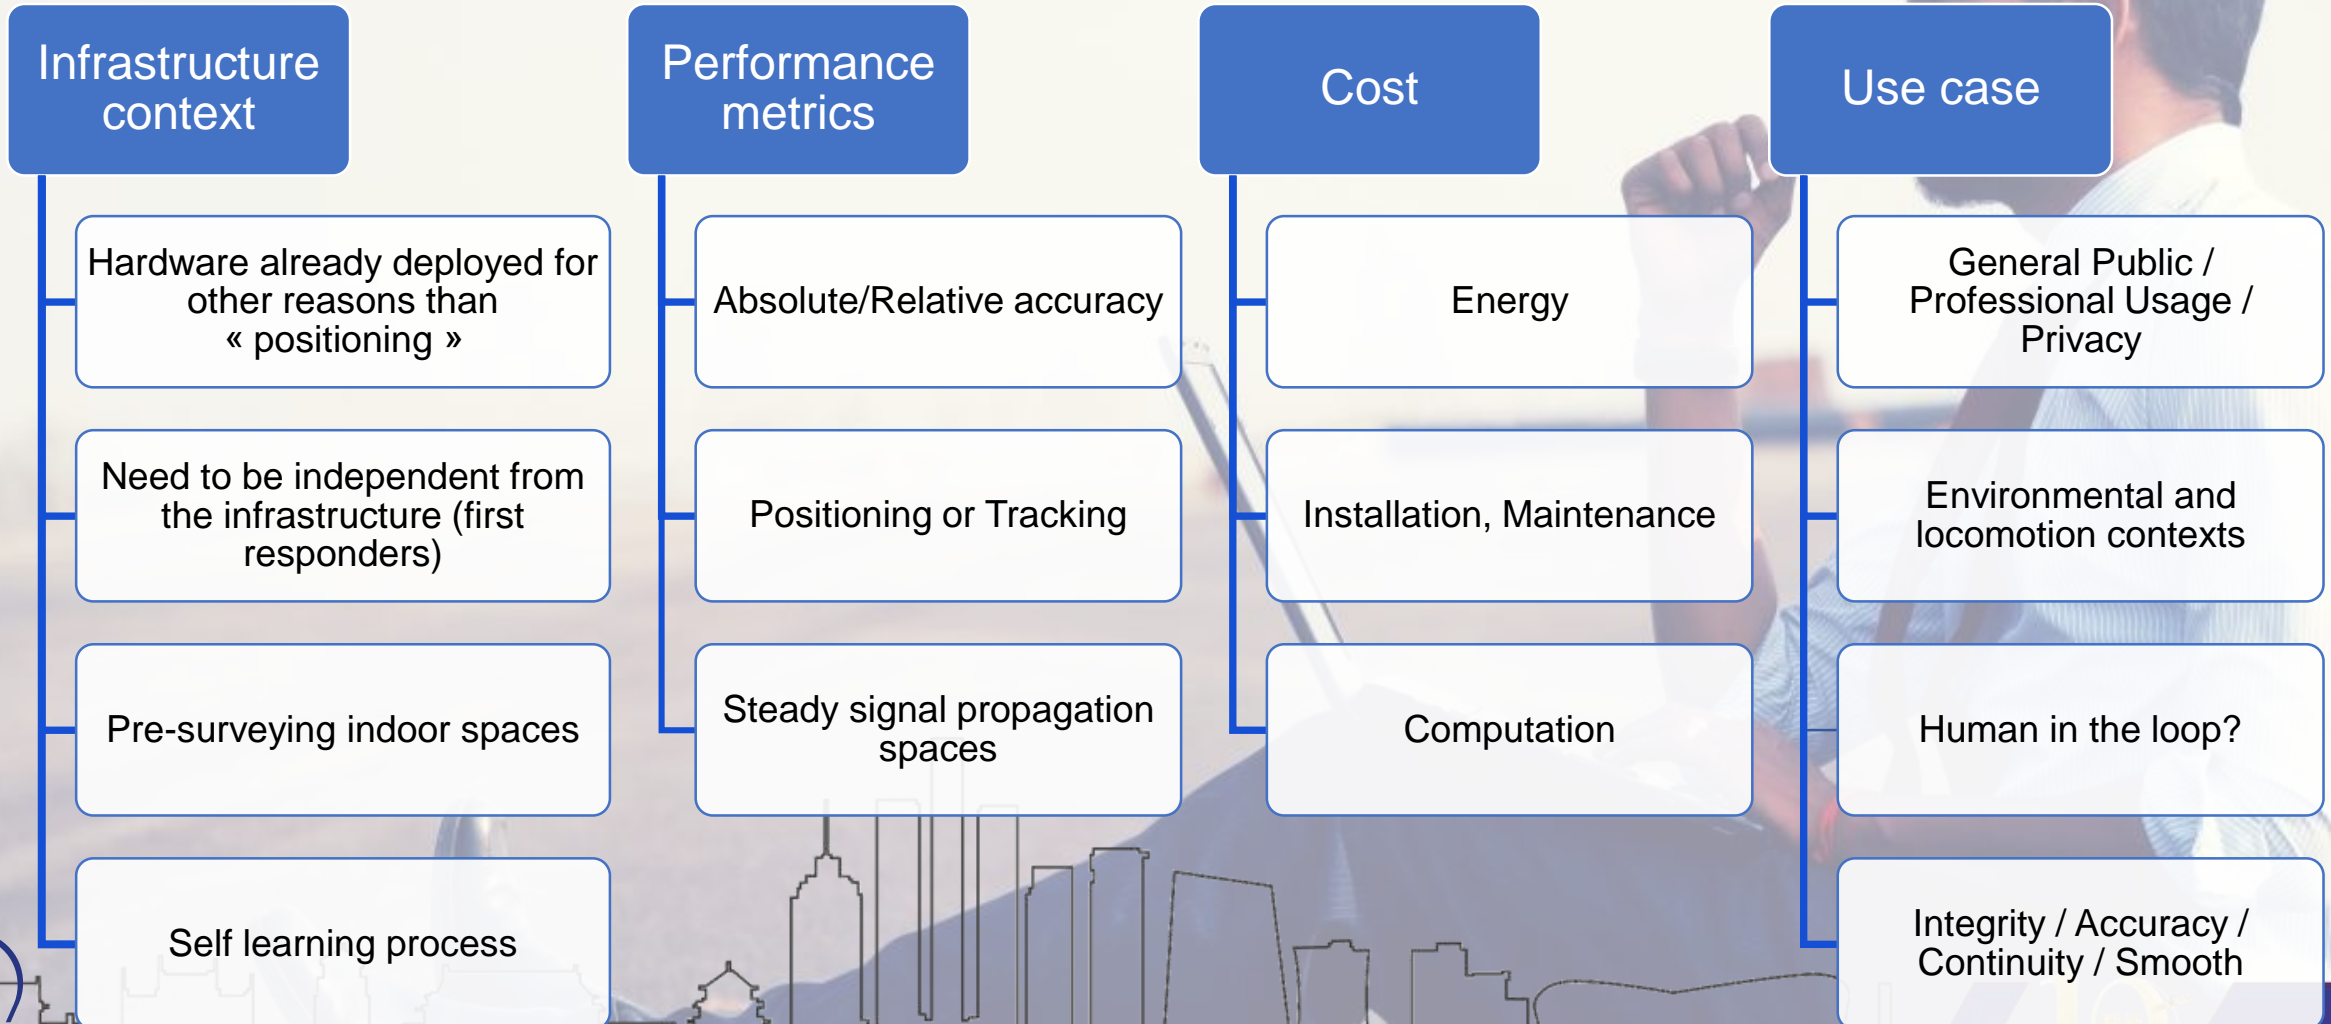 Infrastructure
context
Hardware already deployed for
other reasons than
« positioning »
Need to be independent from
the infrastructure (first
responders)
Pre-surveying indoor spaces
Self learning process
Performance
metrics
Absolute/Relative accuracy
Positioning or Tracking
Steady signal propagation
spaces
Cost
Energy
Installation, Maintenance
Computation
Use case
General Public /
Professional Usage /
Privacy
Environmental and
locomotion contexts
Human in the loop?
Integrity / Accuracy /
Continuity / Smooth